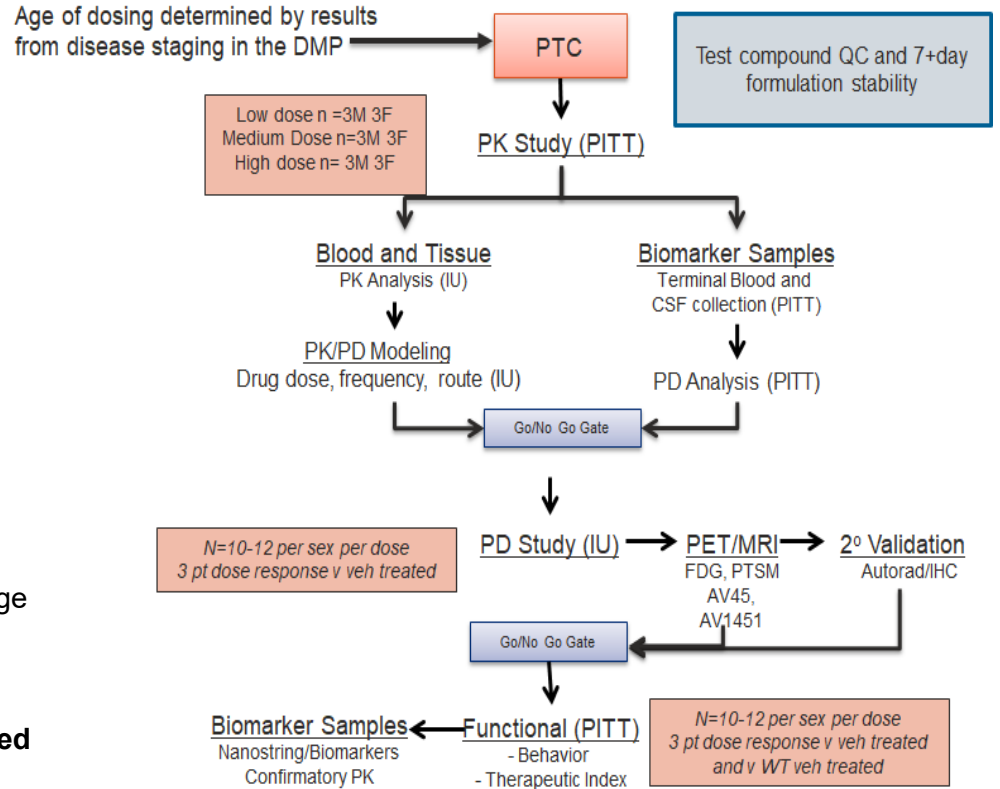 Age of dosing determined by results
from disease staging in the DMP
PTC
Test compound QC and 7+day
formulation stability
Low dose n =3M 3F
Medium Dose n=3M 3F
High dose n= 3M 3F
PK Study (PITT)
Blood and Tissue
PK Analysis (IU)
Biomarker Samples
Terminal Blood and
CSF collection (PITT)
PK/PD Modeling
Drug dose, frequency, route (IU)
PD Analysis (PITT)
Go/No Go Gate
N=10-12 per sex per dose
3 pt dose response v veh treated
PD Study (IU)
PET/MRI
FDG, PTSM
AV45,
AV1451
2º Validation
Autorad/IHC
ge
Go/No Go Gate
ed
Biomarker Samples
Nanostring/Biomarkers
Confirmatory PK
Functional (PITT)
- Behavior
- Therapeutic Index
N=10-12 per sex per dose
3 pt dose response v veh treated
and v WT veh treated